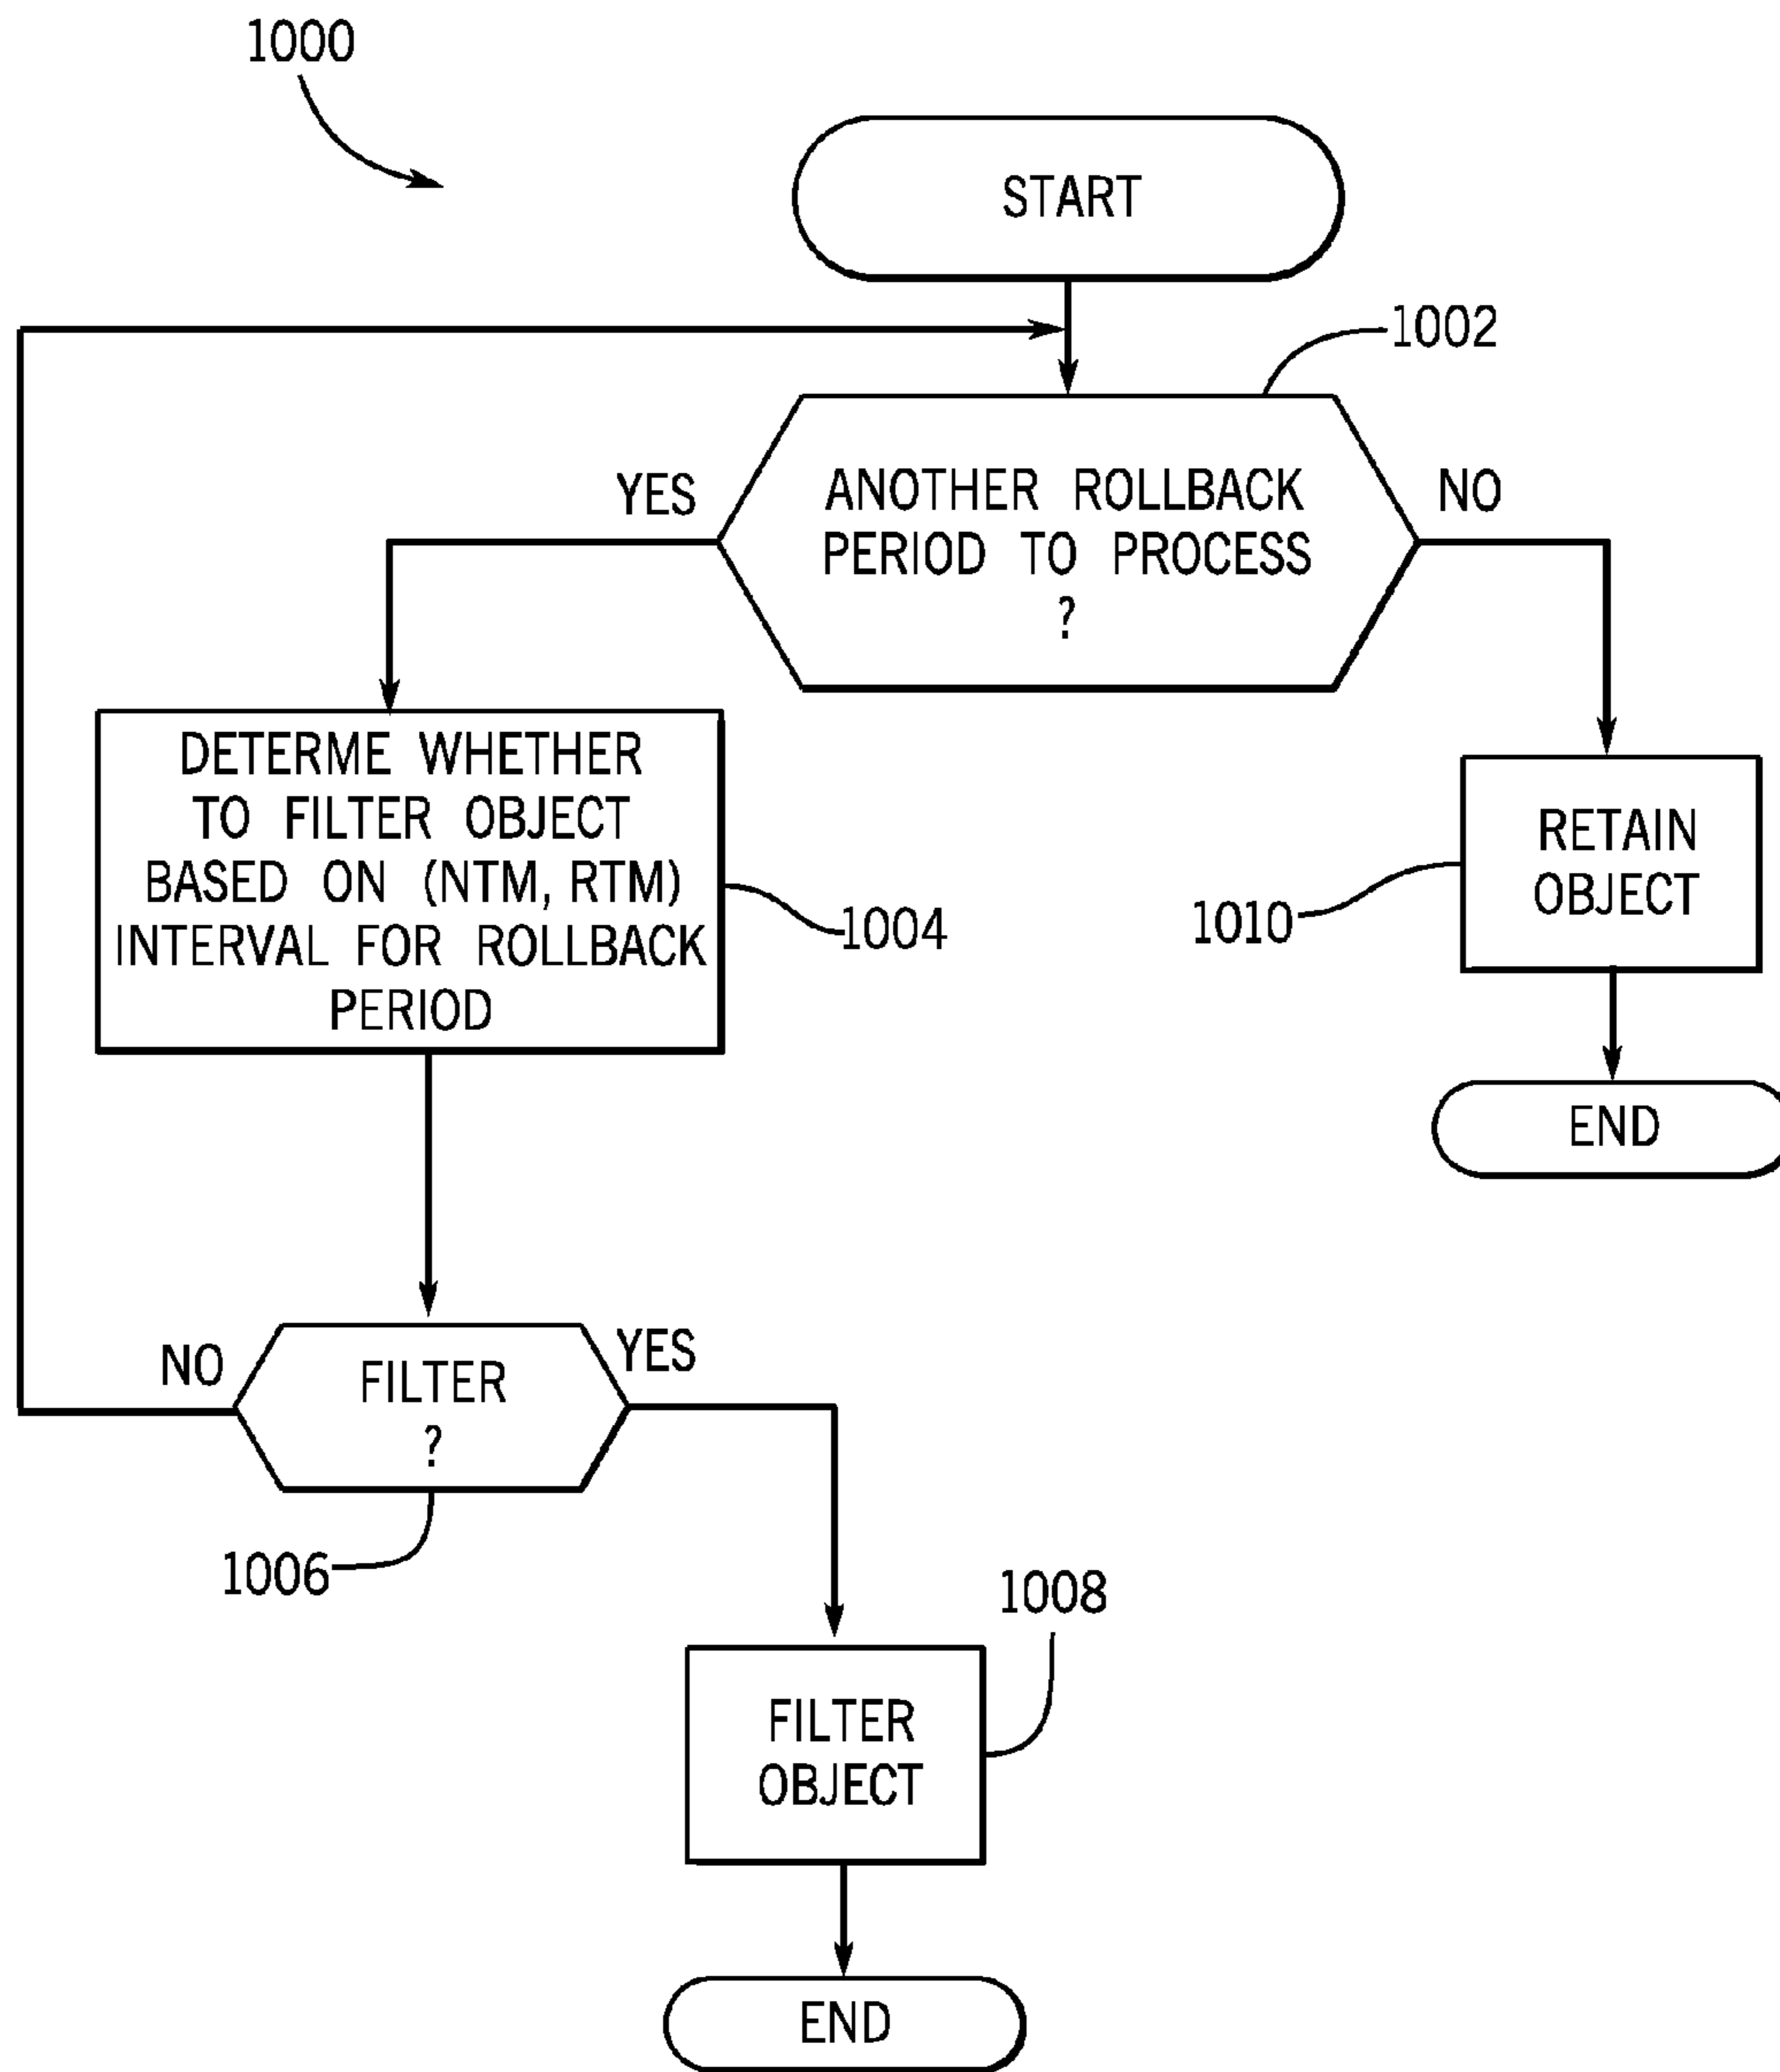 1000
START
1002
YES
ANOTHER ROLLBACK
PERIOD TO PROCESS
?
NO
DETERME WHETHER
TO FILTER OBJECT
BASED ON (NTM, RTM)
INTERVAL FOR ROLLBACK
PERIOD
1004
RETAIN
OBJECT
1010
END
NO
FILTER
?
YES
1006
1008
FILTER
OBJECT
END